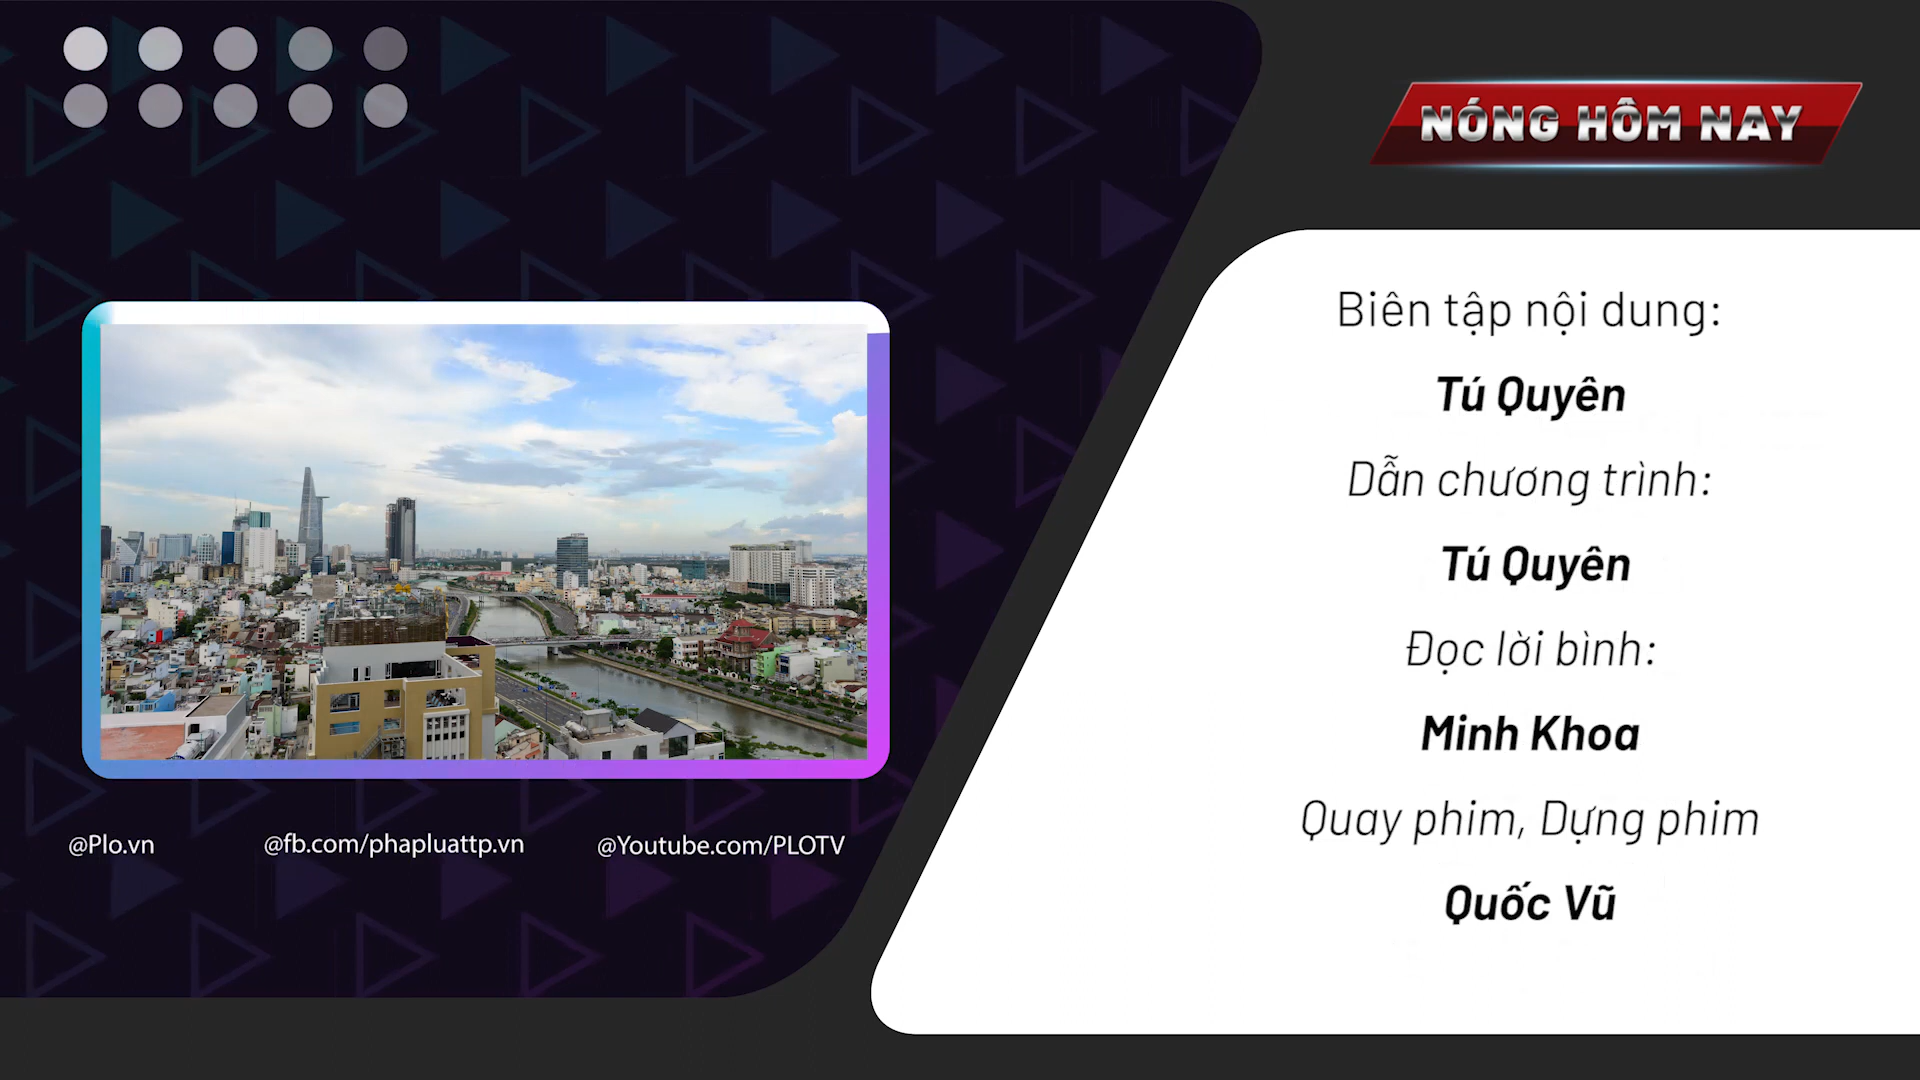 NÓNG HÔM NAY
Biên tập nội dung:
Tú Quyên
Dẫn chương trình:
Tú Quyên
Đọc lời bình:
Minh Khoa
Quay phim, Dựng phim
Quốc Vũ
@Plo.vn
@fb.com/phapluattp.vn
@Youtube.com/PLOTV